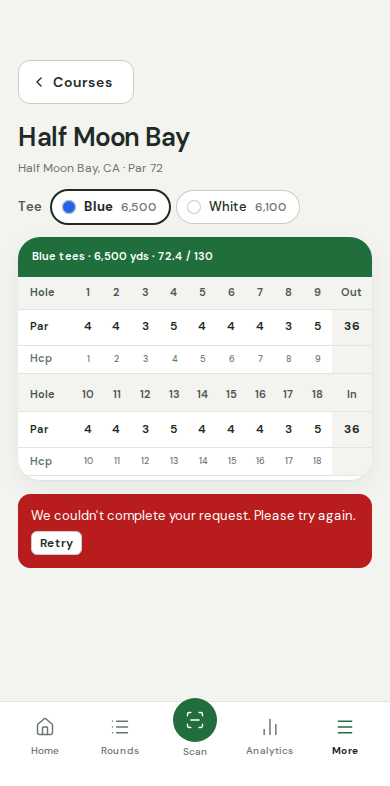 Courses
Half Moon Bay
Half Moon Bay, CA · Par 72
Tee Blue 6,500 White 6,100
Blue tees · 6,500 yds · 72.4 / 130
Hole 1 2 3 4 5 6 7 8 9 Out
Par 4 4 3 5 4 4 4 3 5 36
Hcp 1 2 3 4 5 6 7 8 9
Hole 10 11 12 13 14 15 16 17 18 In
Par 4 4 3 5 4 4 4 3 5 36
Hcp 10 11 12 13 14 15 16 17 18
We couldn't complete your request. Please try again.
Retry
Home Rounds Scan Analytics More